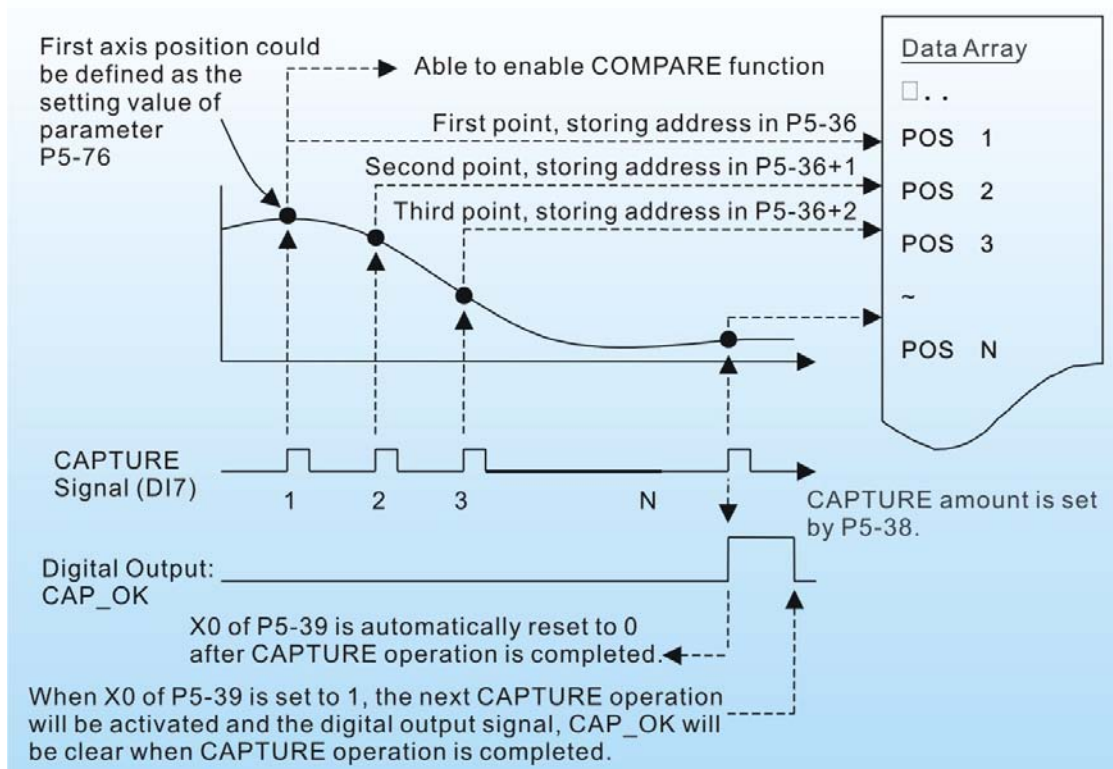 First axis position could
be defined as the
setting value of
parameter
P5-76
Able to enable COMPARE function
First point, storing address in P5-36
Second point, storing address in P5-36+1
Third point, storing address in P5-36+2
Data Array
□..
POS 1
POS 2
POS 3
~
POS N
CAPTURE
Signal (DI7)
1 2 3 N
CAPTURE amount is set
by P5-38.
Digital Output:
CAP_OK
X0 of P5-39 is automatically reset to 0
after CAPTURE operation is completed.
When X0 of P5-39 is set to 1, the next CAPTURE operation
will be activated and the digital output signal, CAP_OK will
be clear when CAPTURE operation is completed.